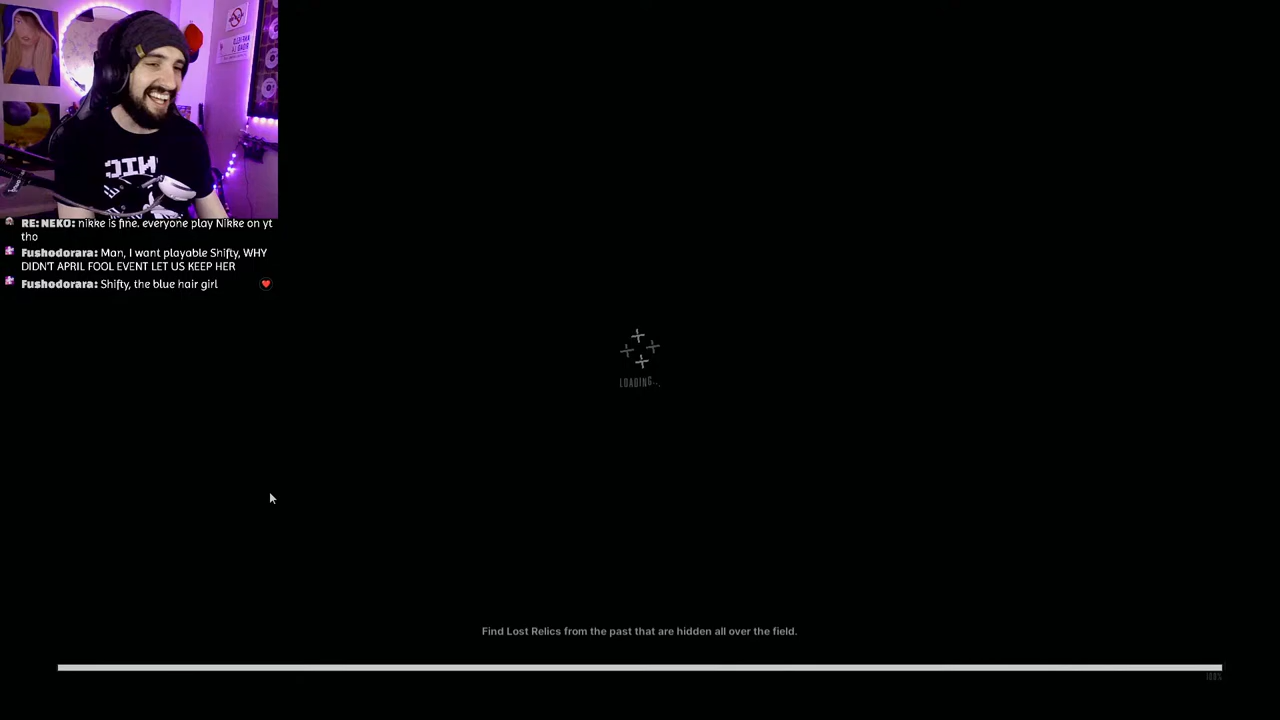 RE: NEKO: nikke is fine. everyone play Nikke on yt
tho
Fushodorara: Man, I want playable Shifty, WHY
DIDN'T APRIL FOOL EVENT LET US KEEP HER
Fushodorara: Shifty, the blue hair girl
LOADING...
Find Lost Relics from the past that are hidden all over the field.
100%